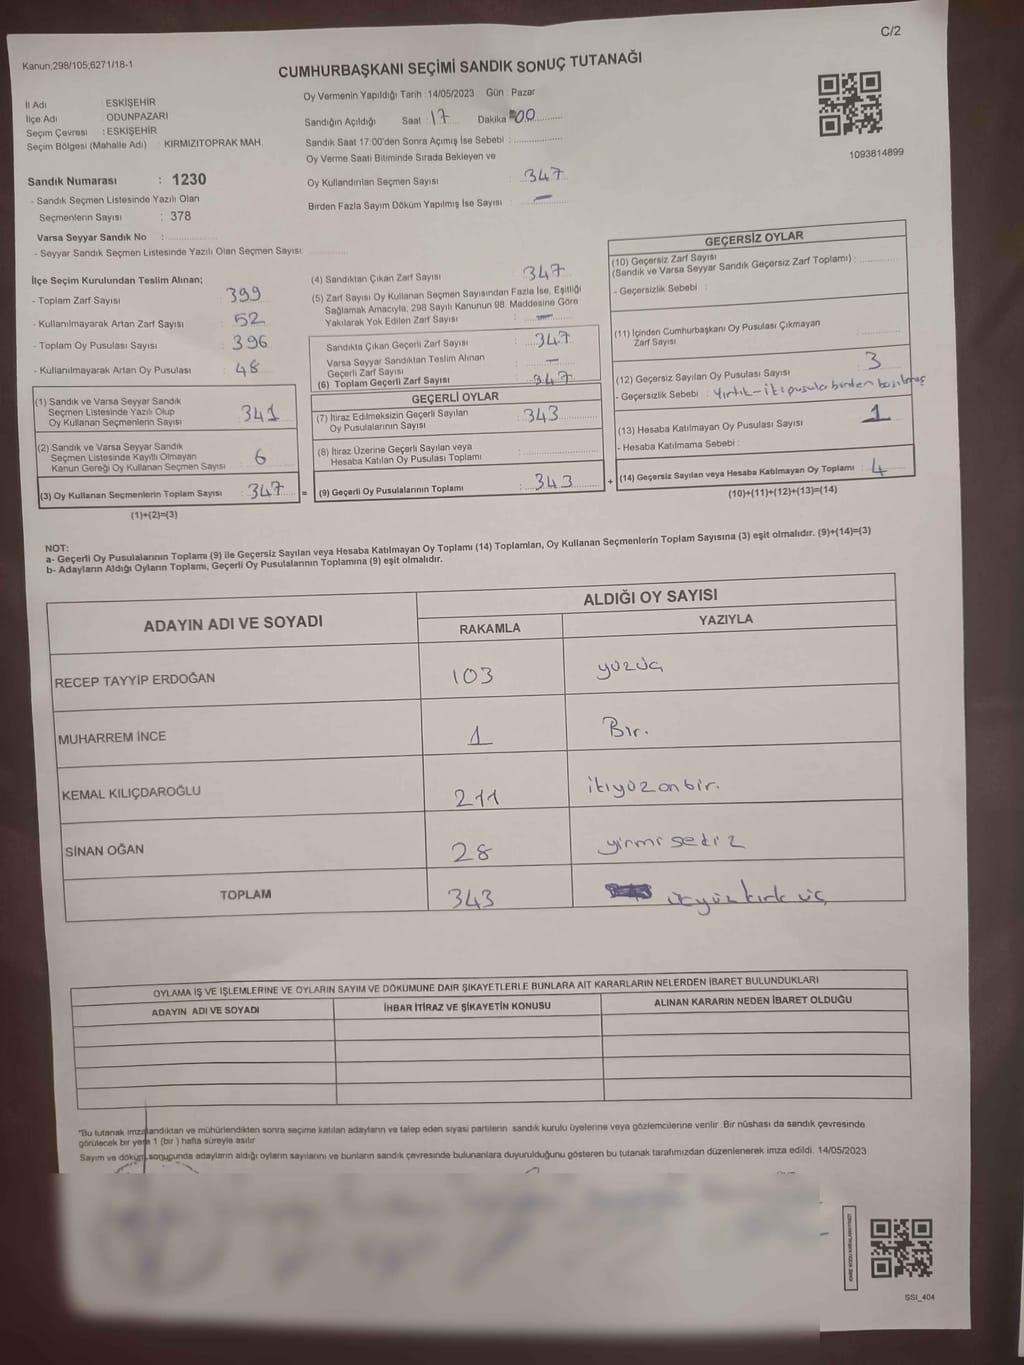 C/2
Kanun;298/105;6271/18-1
CUMHURBAŞKANI SEÇİMİ SANDIK SONUÇ TUTANAĞI
İl Adı : ESKİŞEHİR
İlçe Adı ODUNPAZARI
Seçim Çevresi : ESKİŞEHİR
Seçim Bölgesi (Mahalle Adı) : KIRMIZITOPRAK MAH.
Oy Vermenin Yapıldığı Tarih :14/05/2023 Gün : Pazar
Sandığın Açıldığı Saat 17 Dakika 00
Sandık Saat 17:00'den Sonra Açımış İse Sebebi :
Oy Verme Saati Bitiminde Sırada Bekleyen ve
Oy Kullandırılan Seçmen Sayısı : 347
Birden Fazla Sayım Döküm Yapılmış İse Sayısı : —
1093814899
Sandık Numarası : 1230
- Sandık Seçmen Listesinde Yazılı Olan
Seçmenlerin Sayısı : 378
Varsa Seyyar Sandık No :
- Seyyar Sandık Seçmen Listesinde Yazılı Olan Seçmen Sayısı:
İlçe Seçim Kurulundan Teslim Alınan;
- Toplam Zarf Sayısı : 399
- Kullanılmayarak Artan Zarf Sayısı : 52
- Toplam Oy Pusulası Sayısı : 396
- Kullanılmayarak Artan Oy Pusulası : 48
(1) Sandık ve Varsa Seyyar Sandık
Seçmen Listesinde Yazılı Olup
Oy Kullanan Seçmenlerin Sayısı : 341
(2) Sandık ve Varsa Seyyar Sandık
Seçmen Listesinde Kayıtlı Olmayan
Kanun Gereği Oy Kullanan Seçmen Sayısı : 6
(3) Oy Kullanan Seçmenlerin Toplam Sayısı : 347 =
(1)+(2)=(3)
(4) Sandıktan Çıkan Zarf Sayısı : 347
(5) Zarf Sayısı Oy Kullanan Seçmen Sayısından Fazla İse, Eşitliği
Sağlamak Amacıyla, 298 Sayılı Kanunun 98. Maddesine Göre
Yakılarak Yok Edilen Zarf Sayısı : —
Sandıkta Çıkan Geçerli Zarf Sayısı : 347
Varsa Seyyar Sandıktan Teslim Alınan
Geçerli Zarf Sayısı : —
(6) Toplam Geçerli Zarf Sayısı : 347
GEÇERLİ OYLAR
(7) İtiraz Edilmeksizin Geçerli Sayılan
Oy Pusulalarının Sayısı : 343
(8) İtiraz Üzerine Geçerli Sayılan veya
Hesaba Katılan Oy Pusulası Toplamı :
(9) Geçerli Oy Pusulalarının Toplamı : 343 +
GEÇERSİZ OYLAR
(10) Geçersiz Zarf Sayısı
(Sandık ve Varsa Seyyar Sandık Geçersiz Zarf Toplamı) :
- Geçersizlik Sebebi :
(11) İçinden Cumhurbaşkanı Oy Pusulası Çıkmayan
Zarf Sayısı :
(12) Geçersiz Sayılan Oy Pusulası Sayısı : 3
- Geçersizlik Sebebi : Yırtık - iki pusula birden basılmış
(13) Hesaba Katılmayan Oy Pusulası Sayısı : 1
- Hesaba Katılmama Sebebi :
(14) Geçersiz Sayılan veya Hesaba Katılmayan Oy Toplamı : 4
(10)+(11)+(12)+(13)=(14)
NOT:
a- Geçerli Oy Pusulalarının Toplamı (9) ile Geçersiz Sayılan veya Hesaba Katılmayan Oy Toplamı (14) Toplamları, Oy Kullanan Seçmenlerin Toplam Sayısına (3) eşit olmalıdır. (9)+(14)=(3)
b- Adayların Aldığı Oyların Toplamı, Geçerli Oy Pusulalarının Toplamına (9) eşit olmalıdır.
ADAYIN ADI VE SOYADI
ALDIĞI OY SAYISI
RAKAMLA YAZIYLA
RECEP TAYYİP ERDOĞAN 103 yüzüç
MUHARREM İNCE 1 Bir.
KEMAL KILIÇDAROĞLU 211 ikiyüzonbir.
SİNAN OĞAN 28 yirmisekiz
TOPLAM 343 üçyüz kırk üç
OYLAMA İŞ VE IŞLEMLERINE VE OYLARIN SAYIM VE DÖKÜMÜNE DAİR ŞİKAYETLERLE BUNLARA AİT KARARLARIN NELERDEN İBARET BULUNDUKLARI
ADAYIN ADI VE SOYADI İHBAR İTİRAZ VE ŞİKAYETİN KONUSU ALINAN KARARIN NEDEN İBARET OLDUĞU
"Bu tutanak imzalandıktan ve mühürlendikten sonra seçime katılan adayların ve talep eden siyasi partilerin sandık kurulu üyelerine veya gözlemcilerine verilir. Bir nüshası da sandık çevresinde
görülecek bir yere 1 (bir ) hafta süreyle asılır
Sayım ve döküm sonucunda adayların aldığı oyların sayılarını ve bunların sandık çevresinde bulunanlara duyurulduğunu gösteren bu tutanak tarafımızdan düzenlenerek imza edildi. 14/05/2023
SSİ_404